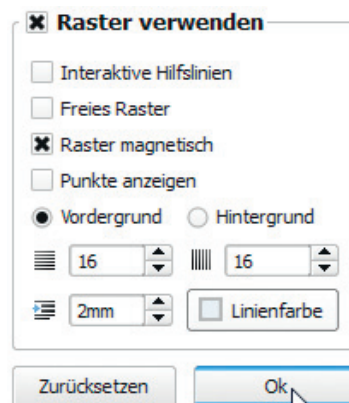 Raster verwenden
Interaktive Hilfslinien
Freies Raster
Raster magnetisch
Punkte anzeigen
Vordergrund Hintergrund
16 16
2mm Linienfarbe
Zurücksetzen Ok